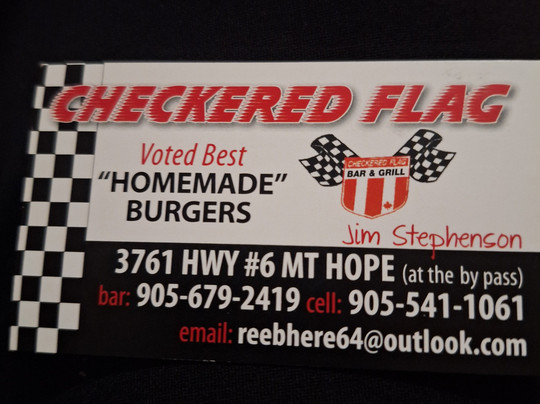 CHECKERED FLAG
Voted Best
"HOMEMADE"
BURGERS
CHECKERED FLAG
BAR & GRILL
Jim Stephenson
3761 HWY #6 MT HOPE (at the by pass)
bar: 905-679-2419 cell: 905-541-1061
email: reebhere64@outlook.com